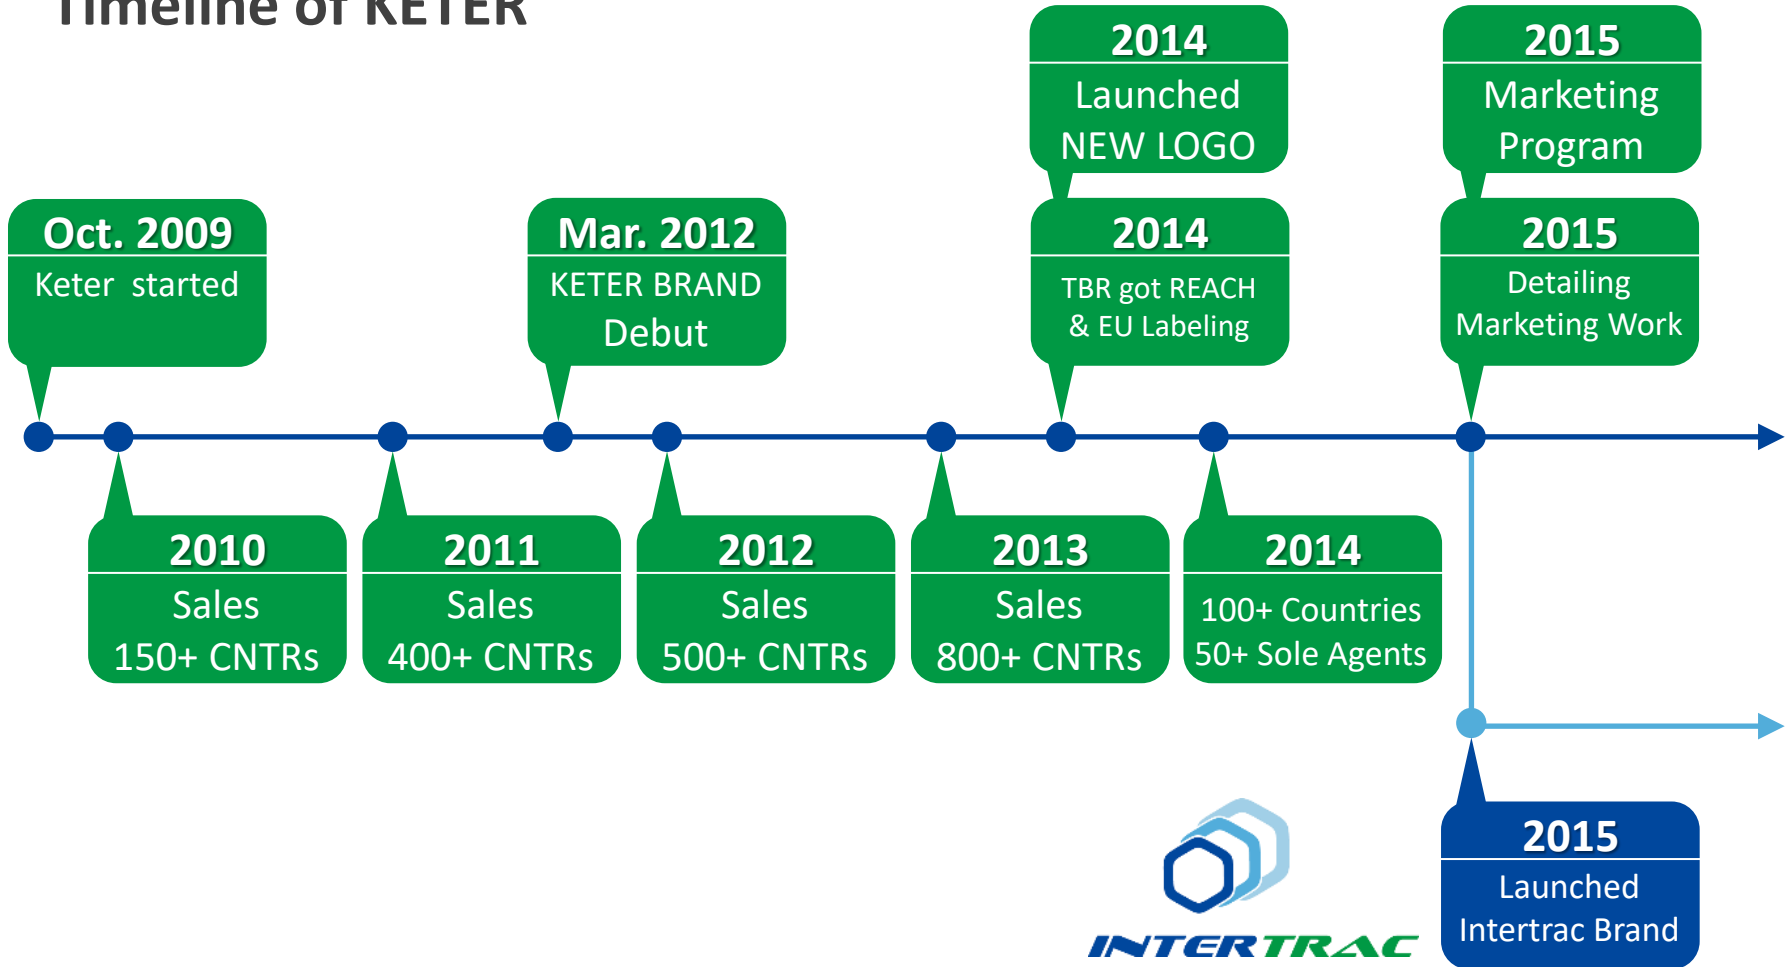 Timeline of KETER
2014
Launched
NEW LOGO
2015
Marketing
Program
Oct. 2009
Keter started
Mar. 2012
KETER BRAND
Debut
2014
TBR got REACH
& EU Labeling
2015
Detailing
Marketing Work
2010
Sales
150+ CNTRs
2011
Sales
400+ CNTRs
2012
Sales
500+ CNTRs
2013
Sales
800+ CNTRs
2014
100+ Countries
50+ Sole Agents
2015
Launched
Intertrac Brand
INTERTRAC